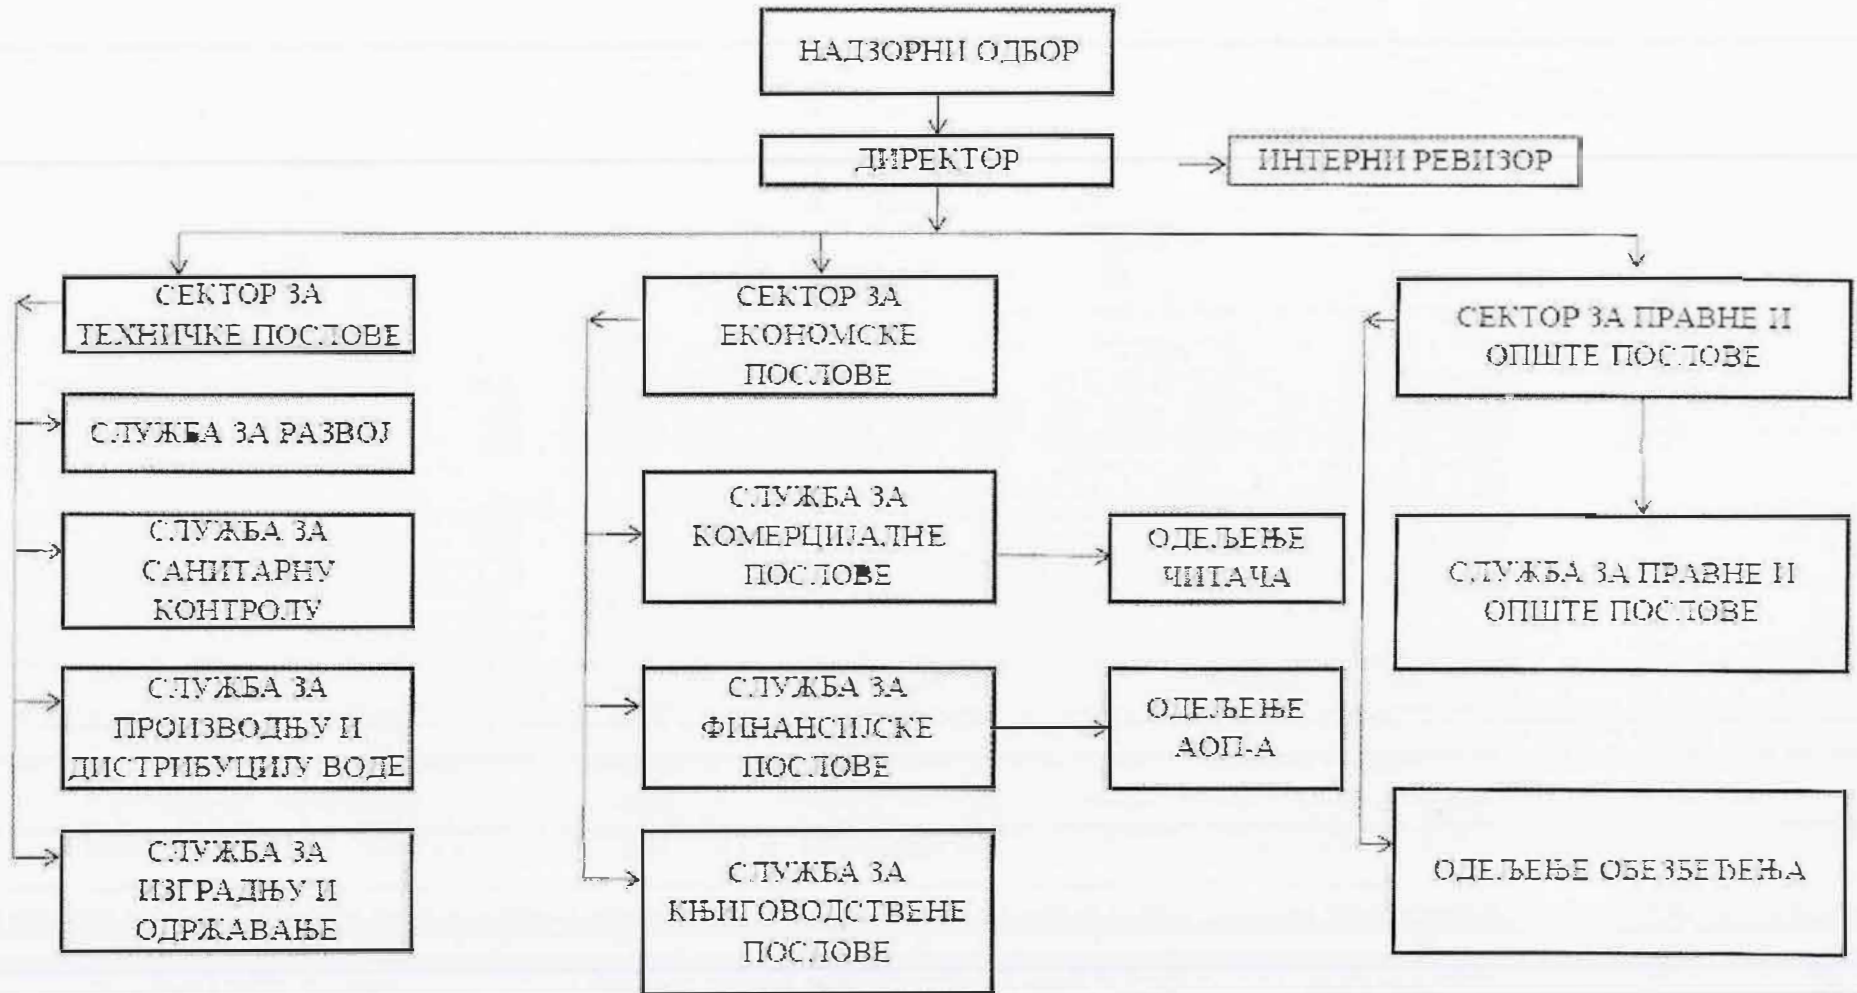 НАДЗОРНИ ОДБОР
ДИРЕКТОР
ИНТЕРНИ РЕВИЗОР
СЕКТОР ЗА
ТЕХНИЧКЕ ПОСЛОВЕ
СЛУЖБА ЗА РАЗВОЈ
СЛУЖБА ЗА
САНИТАРНУ
КОНТРОЛУ
СЛУЖБА ЗА
ПРОИЗВОДЊУ И
ДИСТРИБУЦИЈУ ВОДЕ
СЛУЖБА ЗА
ИЗГРАДЊУ И
ОДРЖАВАЊЕ
СЕКТОР ЗА
ЕКОНОМСКЕ
ПОСЛОВЕ
СЛУЖБА ЗА
КОМЕРЦИЈАЛНЕ
ПОСЛОВЕ
ОДЕЉЕЊЕ
ЧИТАЧА
СЛУЖБА ЗА
ФИНАНСИЈСКЕ
ПОСЛОВЕ
ОДЕЉЕЊЕ
АОП-А
СЛУЖБА ЗА
КЊИГОВОДСТВЕНЕ
ПОСЛОВЕ
СЕКТОР ЗА ПРАВНЕ И
ОПШТЕ ПОСЛОВЕ
СЛУЖБА ЗА ПРАВНЕ И
ОПШТЕ ПОСЛОВЕ
ОДЕЉЕЊЕ ОБЕЗБЕЂЕЊА